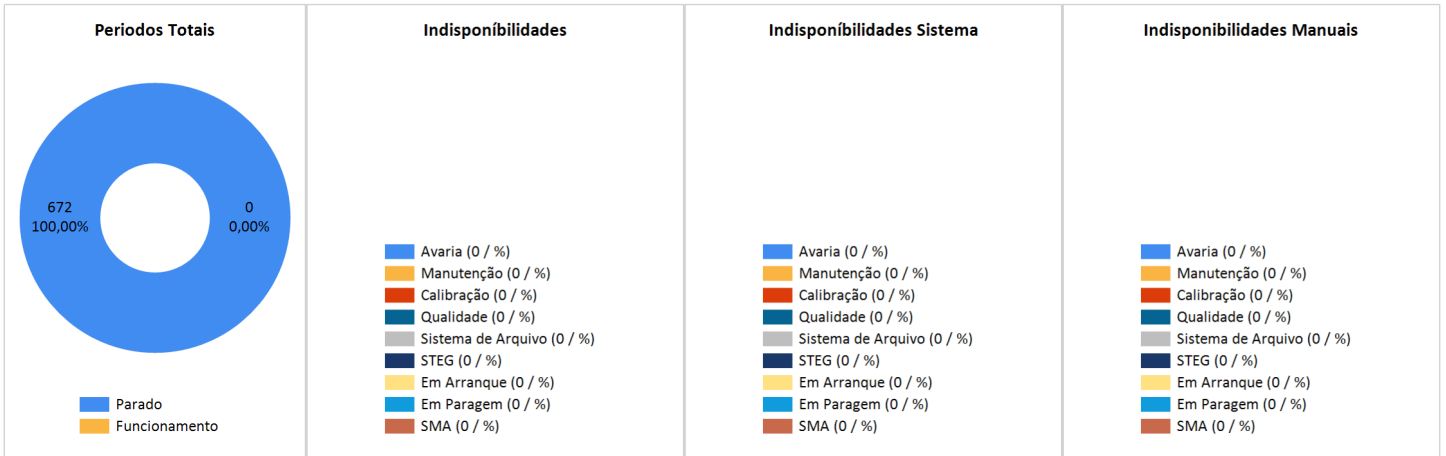 Periodos Totais
672
100,00%
0
0,00%
Parado
Funcionamento
Indisponíbilidades
Avaria (0 / %)
Manutenção (0 / %)
Calibração (0 / %)
Qualidade (0 / %)
Sistema de Arquivo (0 / %)
STEG (0 / %)
Em Arranque (0 / %)
Em Paragem (0 / %)
SMA (0 / %)
Indisponíbilidades Sistema
Avaria (0 / %)
Manutenção (0 / %)
Calibração (0 / %)
Qualidade (0 / %)
Sistema de Arquivo (0 / %)
STEG (0 / %)
Em Arranque (0 / %)
Em Paragem (0 / %)
SMA (0 / %)
Indisponibilidades Manuais
Avaria (0 / %)
Manutenção (0 / %)
Calibração (0 / %)
Qualidade (0 / %)
Sistema de Arquivo (0 / %)
STEG (0 / %)
Em Arranque (0 / %)
Em Paragem (0 / %)
SMA (0 / %)